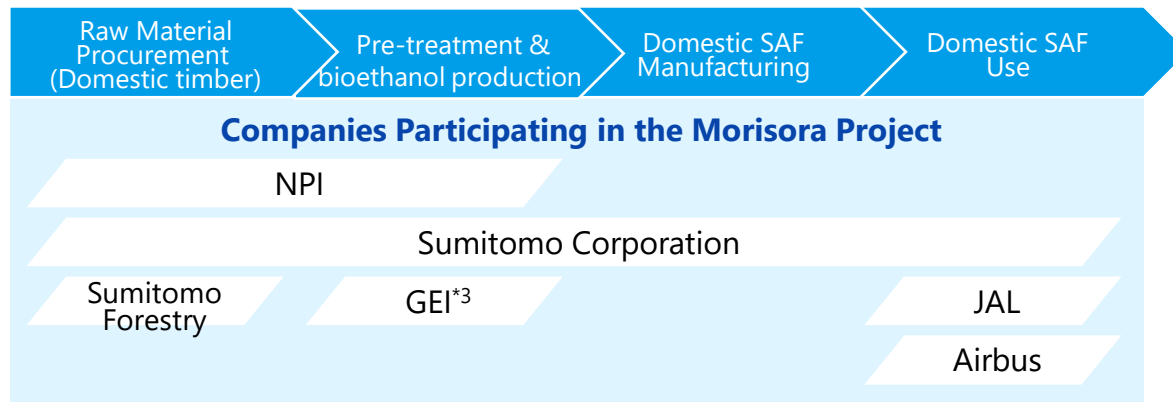 Raw Material
Procurement
(Domestic timber)
Pre-treatment &
bioethanol production
Domestic SAF
Manufacturing
Domestic SAF
Use
Companies Participating in the Morisora Project
NPI
Sumitomo Corporation
Sumitomo
Forestry
GEI*3
JAL
Airbus